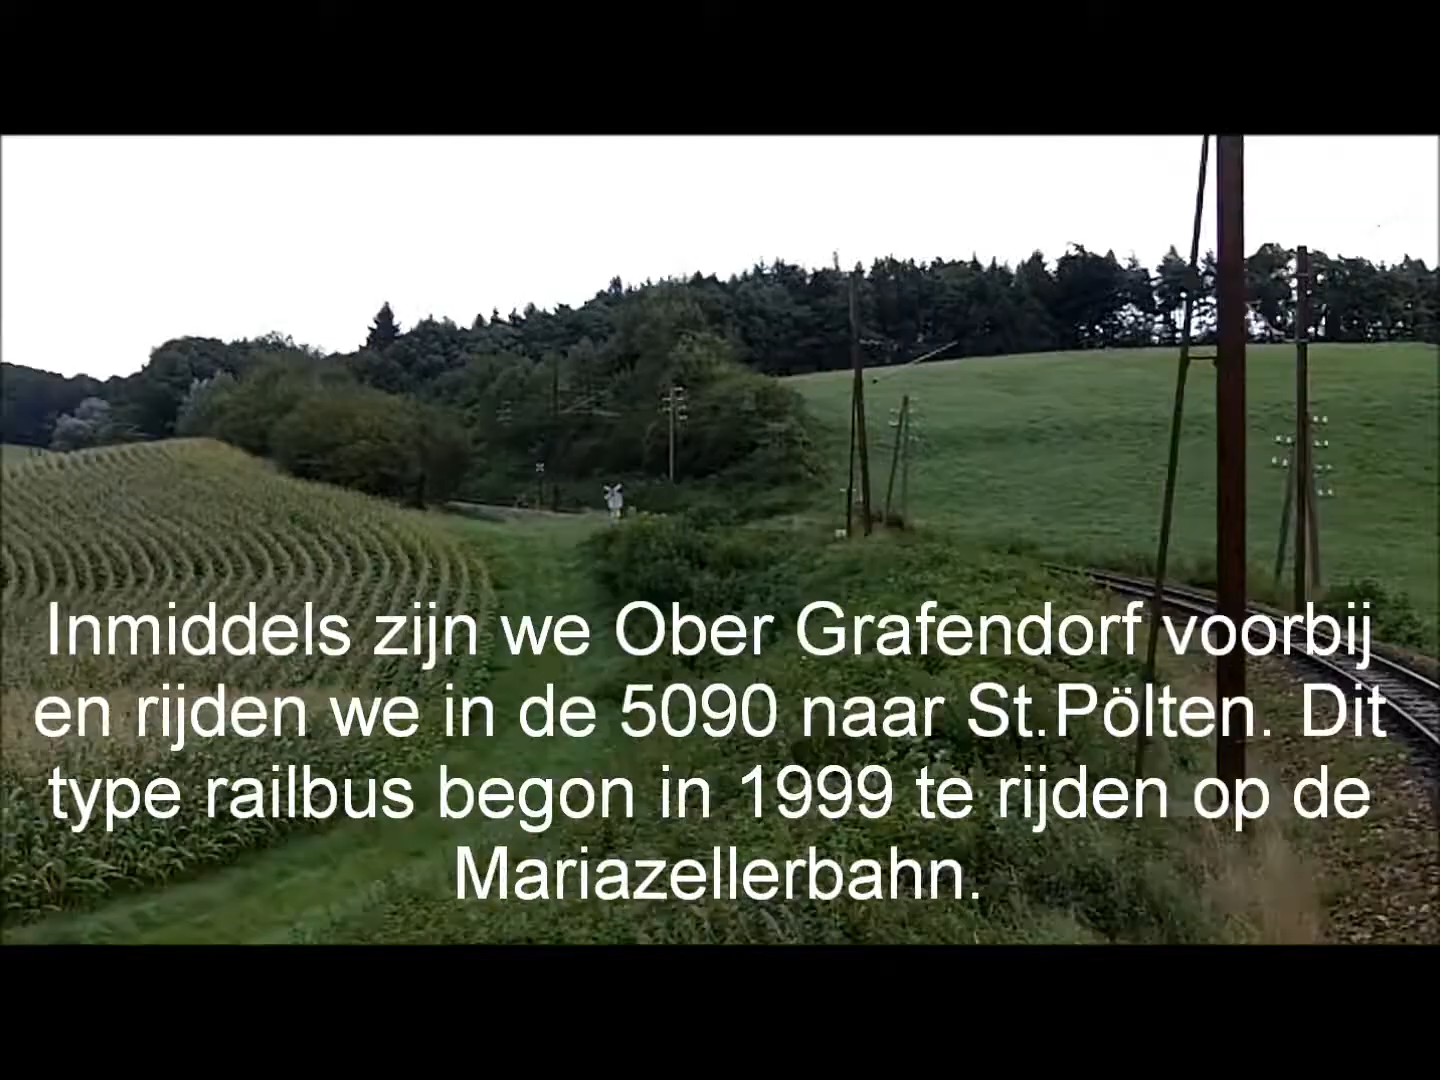 Inmiddels zijn we Ober Grafendorf voorbij
en rijden we in de 5090 naar St.Pölten. Dit
type railbus begon in 1999 te rijden op de
Mariazellerbahn.